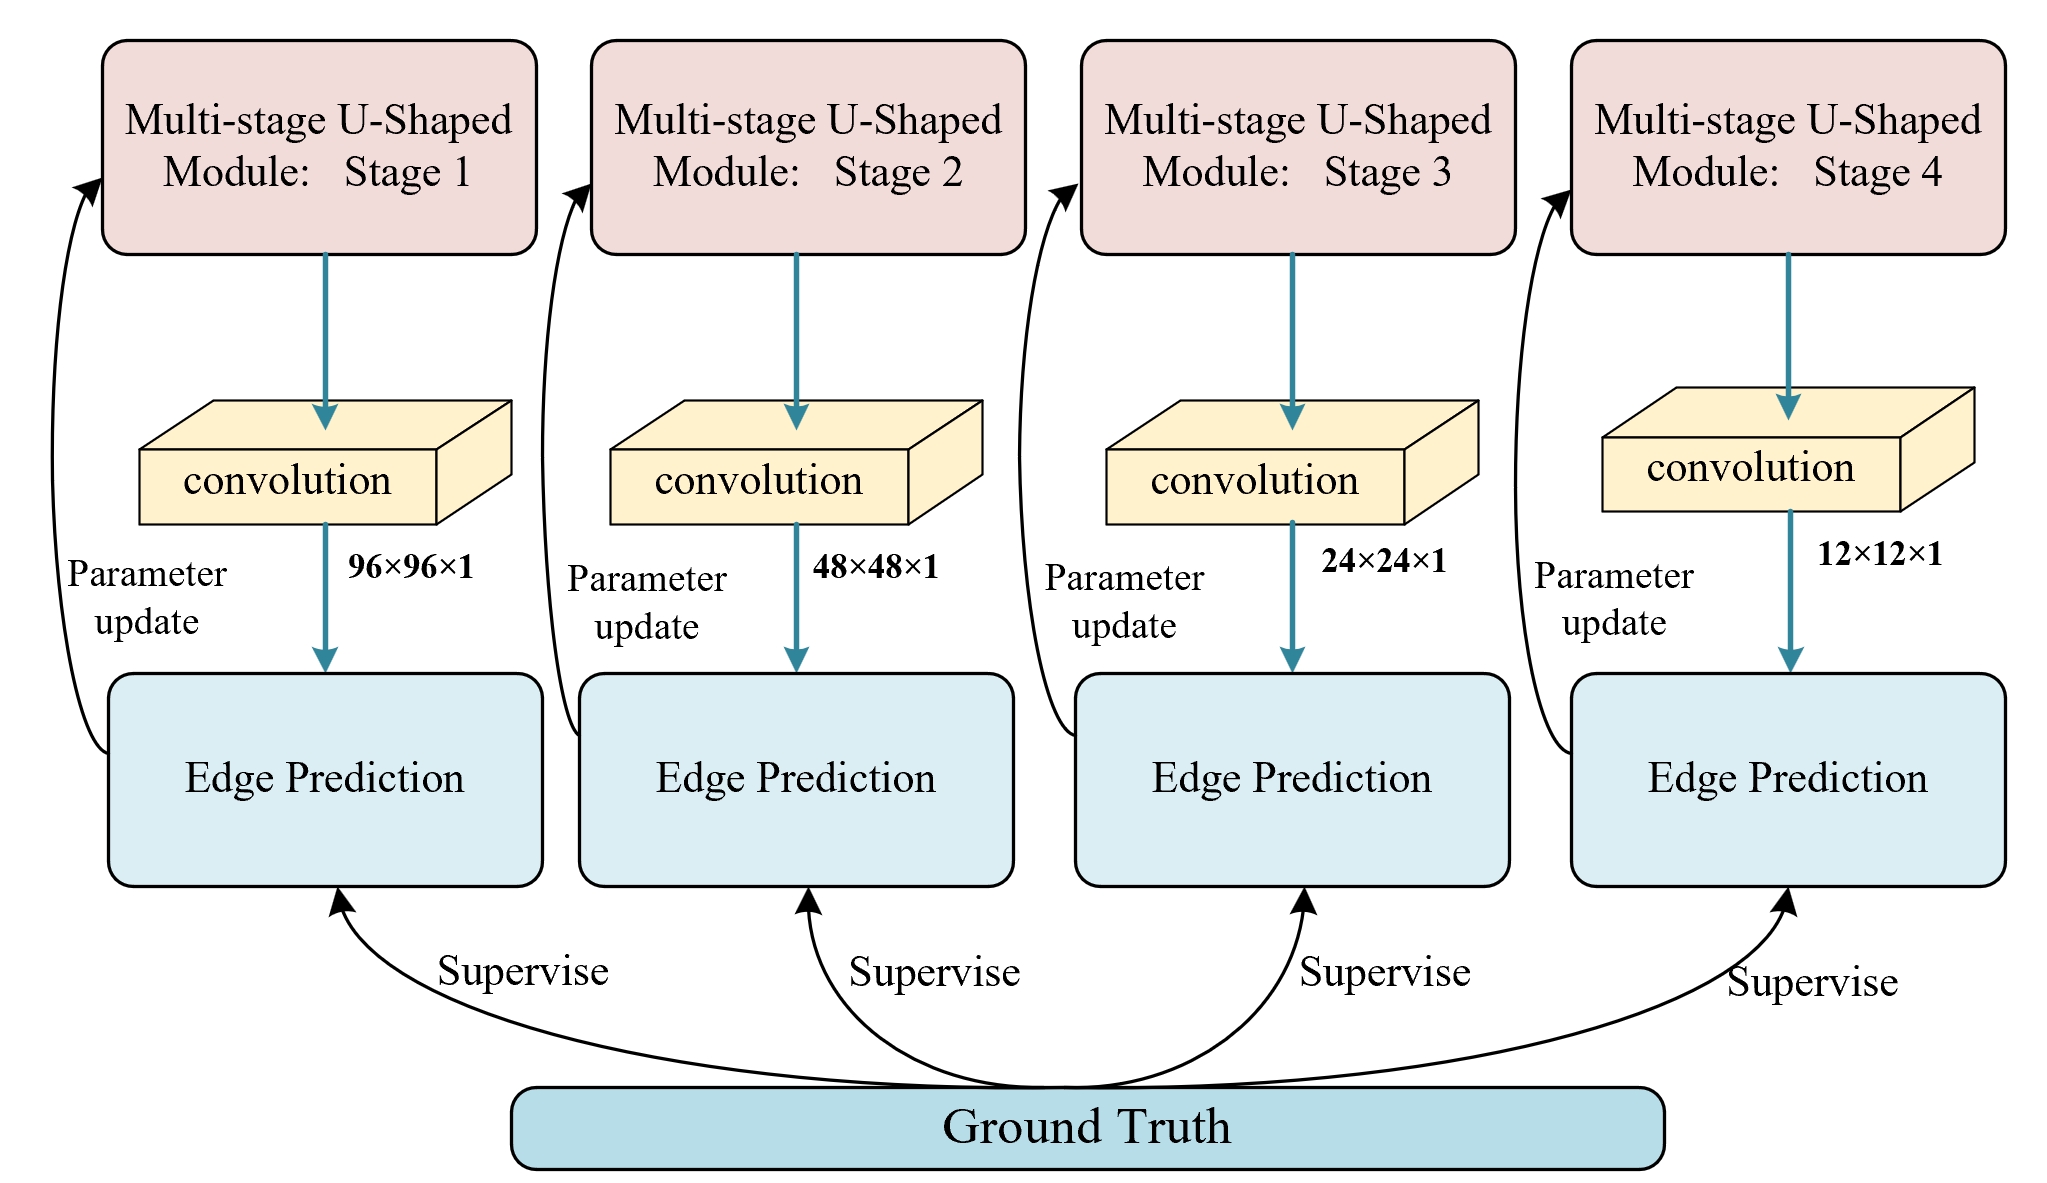 Multi-stage U-Shaped
Module: Stage 1
Multi-stage U-Shaped
Module: Stage 2
Multi-stage U-Shaped
Module: Stage 3
Multi-stage U-Shaped
Module: Stage 4
convolution
convolution
convolution
convolution
Parameter
update
96×96×1
Parameter
update
48×48×1
Parameter
update
24×24×1
Parameter
update
12×12×1
Edge Prediction
Edge Prediction
Edge Prediction
Edge Prediction
Supervise
Supervise
Supervise
Supervise
Ground Truth